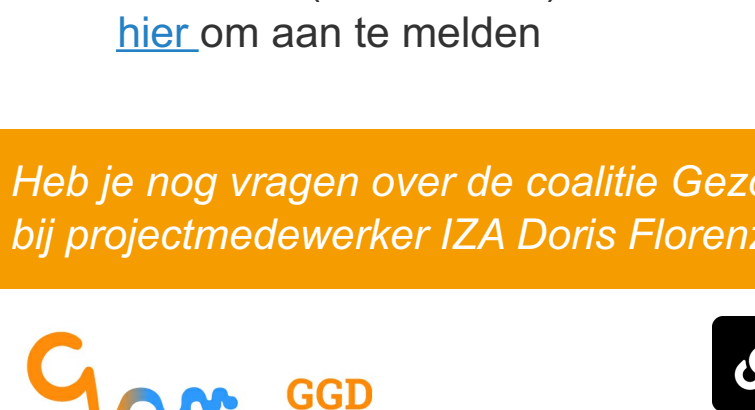 hier om aan te melden
Heb je nog vragen over de coalitie
bij projectmedewerker IZA Doris
GGD